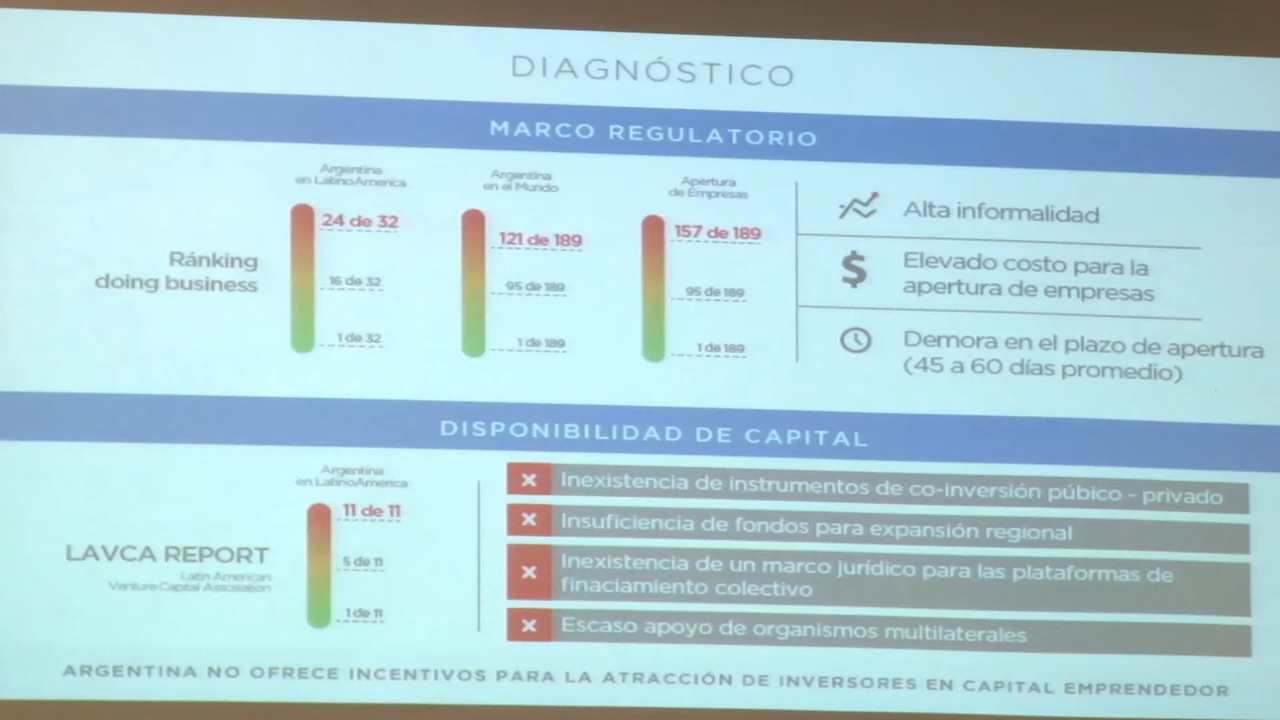 DIAGNÓSTICO
MARCO REGULATORIO
Ránking
doing business
Argentina
en LatinoAmerica
24 de 32
16 de 32
1 de 32
Argentina
en el Mundo
121 de 189
95 de 189
1 de 189
Apertura
de Empresas
157 de 189
95 de 189
1 de 189
Alta informalidad
$
Elevado costo para la
apertura de empresas
Demora en el plazo de apertura
(45 a 60 días promedio)
DISPONIBILIDAD DE CAPITAL
LAVCA REPORT
Latin American
Venture Capital Assosiation
Argentina
en LatinoAmerica
11 de 11
5 de 11
1 de 11
Inexistencia de instrumentos de co-inversión púbico - privado
Insuficiencia de fondos para expansión regional
Inexistencia de un marco jurídico para las plataformas de
finaciamiento colectivo
Escaso apoyo de organismos multilaterales
ARGENTINA NO OFRECE INCENTIVOS PARA LA ATRACCIÓN DE INVERSORES EN CAPITAL EMPRENDEDOR